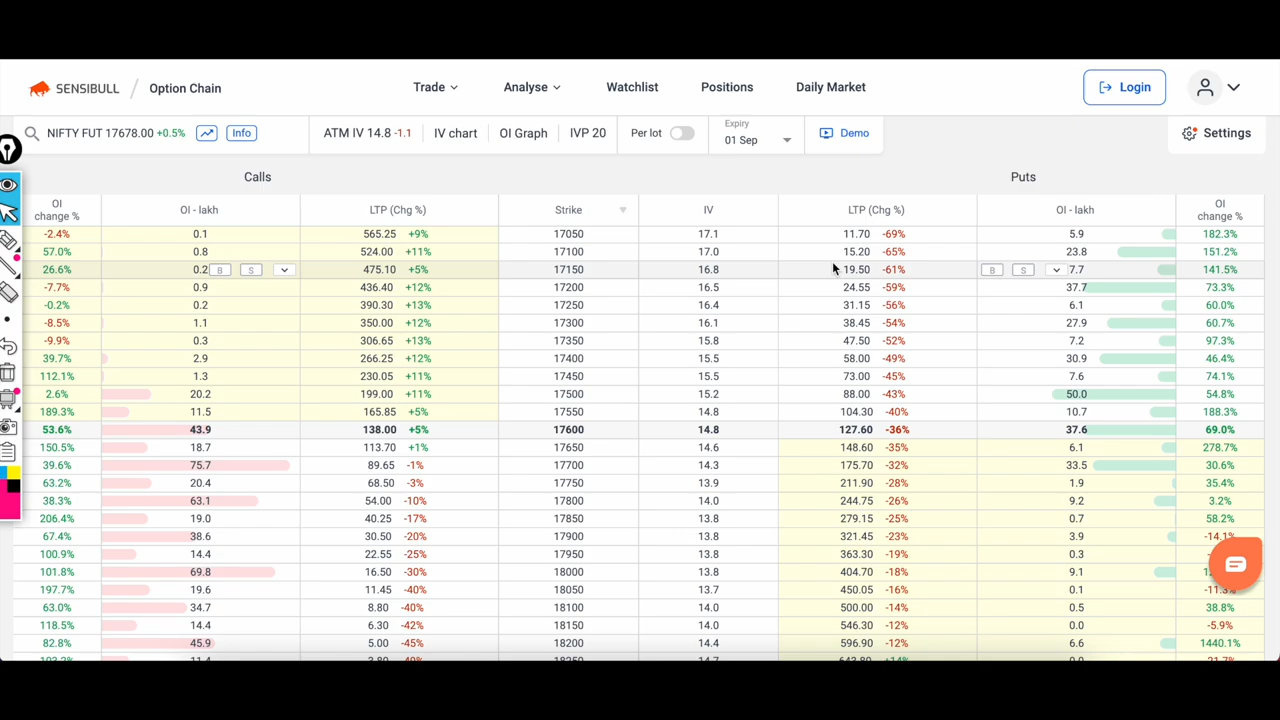 SENSIBULL / Option Chain Trade Analyse Watchlist Positions Daily Market Login
NIFTY FUT 17678.00 +0.5% Info ATM IV 14.8 -1.1 IV chart OI Graph IVP 20 Per lot Expiry 01 Sep Demo Settings
Calls Puts
OI change % OI - lakh LTP (Chg %) Strike IV LTP (Chg %) OI - lakh OI change %
-2.4% 0.1 565.25 +9% 17050 17.1 11.70 -69% 5.9 182.3%
57.0% 0.8 524.00 +11% 17100 17.0 15.20 -65% 23.8 151.2%
26.6% 0.2 B S 475.10 +5% 17150 16.8 19.50 -61% B S 7.7 141.5%
-7.7% 0.9 436.40 +12% 17200 16.5 24.55 -59% 37.7 73.3%
-0.2% 0.2 390.30 +13% 17250 16.4 31.15 -56% 6.1 60.0%
-8.5% 1.1 350.00 +12% 17300 16.1 38.45 -54% 27.9 60.7%
-9.9% 0.3 306.65 +13% 17350 15.8 47.50 -52% 7.2 97.3%
39.7% 2.9 266.25 +12% 17400 15.5 58.00 -49% 30.9 46.4%
112.1% 1.3 230.05 +11% 17450 15.5 73.00 -45% 7.6 74.1%
2.6% 20.2 199.00 +11% 17500 15.2 88.00 -43% 50.0 54.8%
189.3% 11.5 165.85 +5% 17550 14.8 104.30 -40% 10.7 188.3%
53.6% 43.9 138.00 +5% 17600 14.8 127.60 -36% 37.6 69.0%
150.5% 18.7 113.70 +1% 17650 14.6 148.60 -35% 6.1 278.7%
39.6% 75.7 89.65 -1% 17700 14.3 175.70 -32% 33.5 30.6%
63.2% 20.4 68.50 -3% 17750 13.9 211.90 -28% 1.9 35.4%
38.3% 63.1 54.00 -10% 17800 14.0 244.75 -26% 9.2 3.2%
206.4% 19.0 40.25 -17% 17850 13.8 279.15 -25% 0.7 58.2%
67.4% 38.6 30.50 -20% 17900 13.8 321.45 -23% 3.9 -14.1%
100.9% 14.4 22.55 -25% 17950 13.8 363.30 -19% 0.3
101.8% 69.8 16.50 -30% 18000 13.8 404.70 -18% 9.1
197.7% 19.6 11.45 -40% 18050 13.8 450.05 -16% 0.1 -11.3%
63.0% 34.7 8.80 -40% 18100 14.0 500.00 -14% 0.5 38.8%
118.5% 14.4 6.30 -42% 18150 14.0 546.30 -12% 0.0 -5.9%
82.8% 45.9 5.00 -45% 18200 14.4 596.90 -12% 6.6 1440.1%